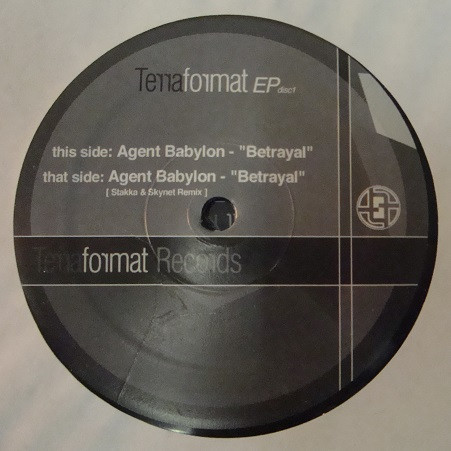 Terraformat EP disc1
this side: Agent Babylon - "Betrayal"
that side: Agent Babylon - "Betrayal"
[ Stakka & Skynet Remix ]
Terraformat Records